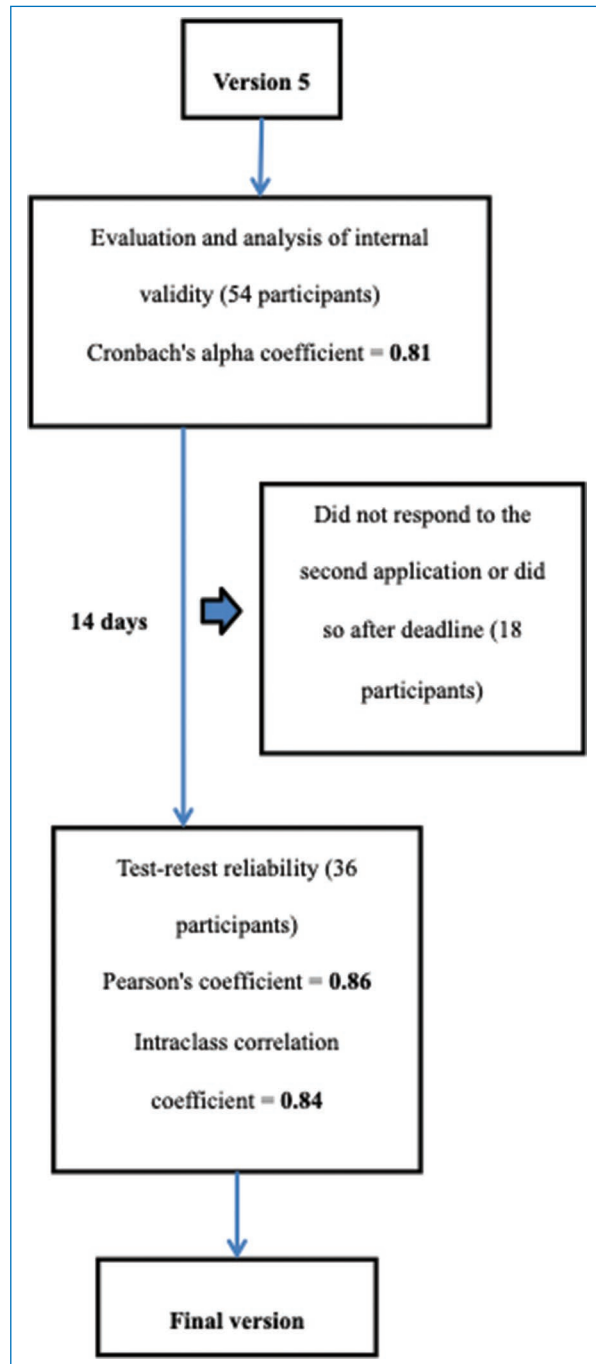 Version 5
Evaluation and analysis of internal
validity (54 participants)
Cronbach's alpha coefficient = 0.81
Did not respond to the
second application or did
so after deadline (18
participants)
14 days
Test-retest reliability (36
participants)
Pearson's coefficient = 0.86
Intraclass correlation
coefficient = 0.84
Final version